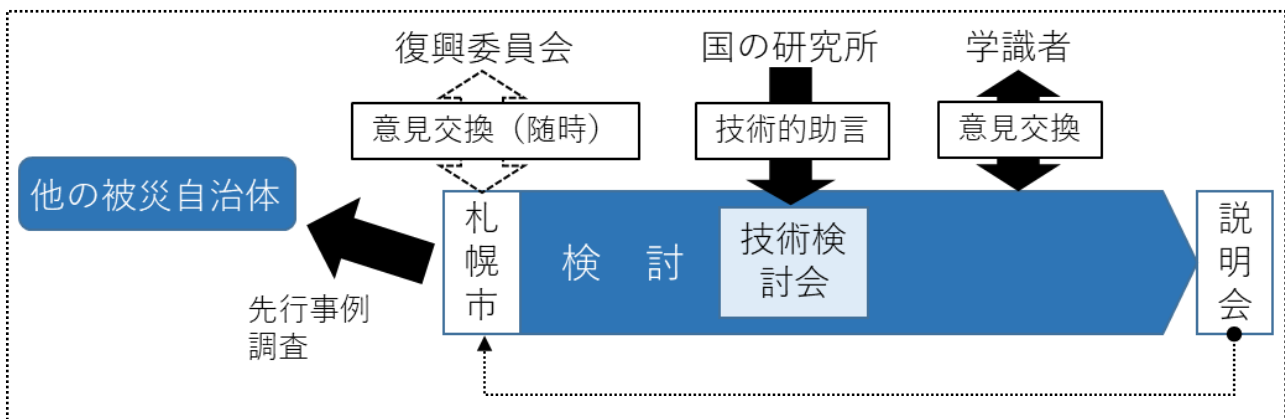 復興委員会
国の研究所
学識者
意見交換（随時）
技術的助言
意見交換
他の被災自治体
札幌市
検 討
技術検
討会
説明会
先行事例
調査